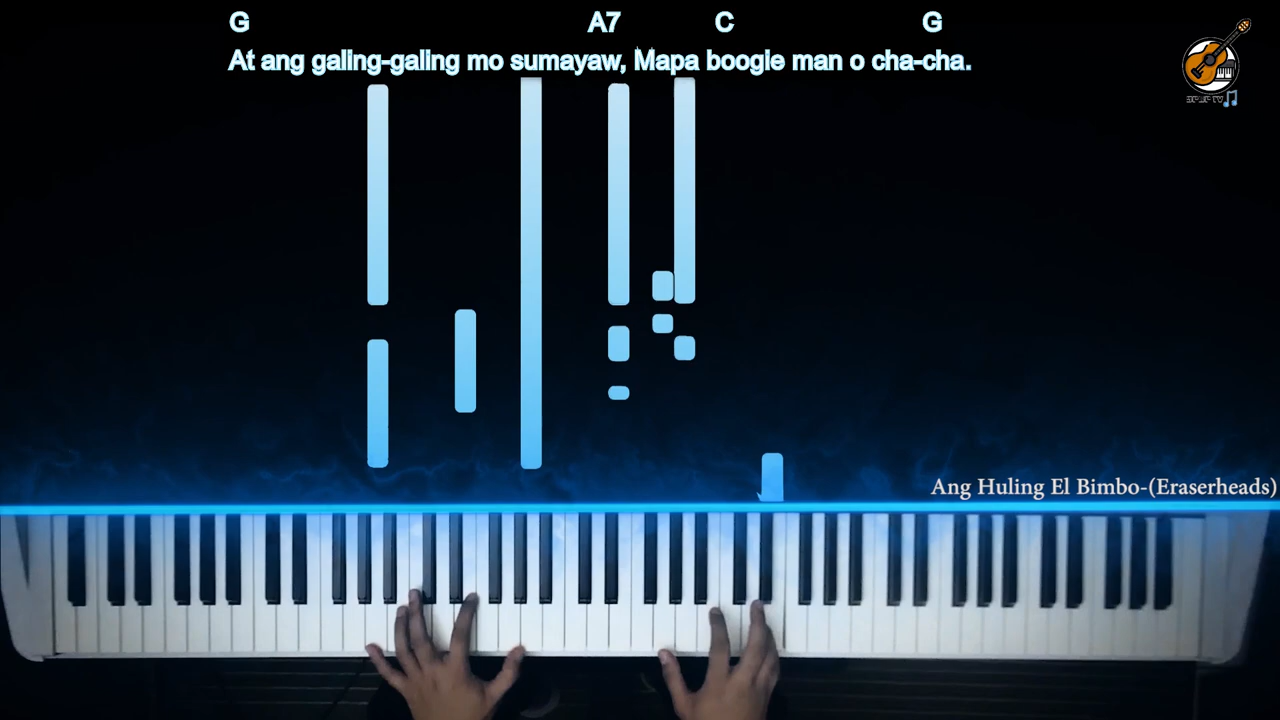 G A7 C G
At ang galing-galing mo sumayaw, Mapa boogie man o cha-cha.
Ang Huling El Bimbo-(Eraserheads)